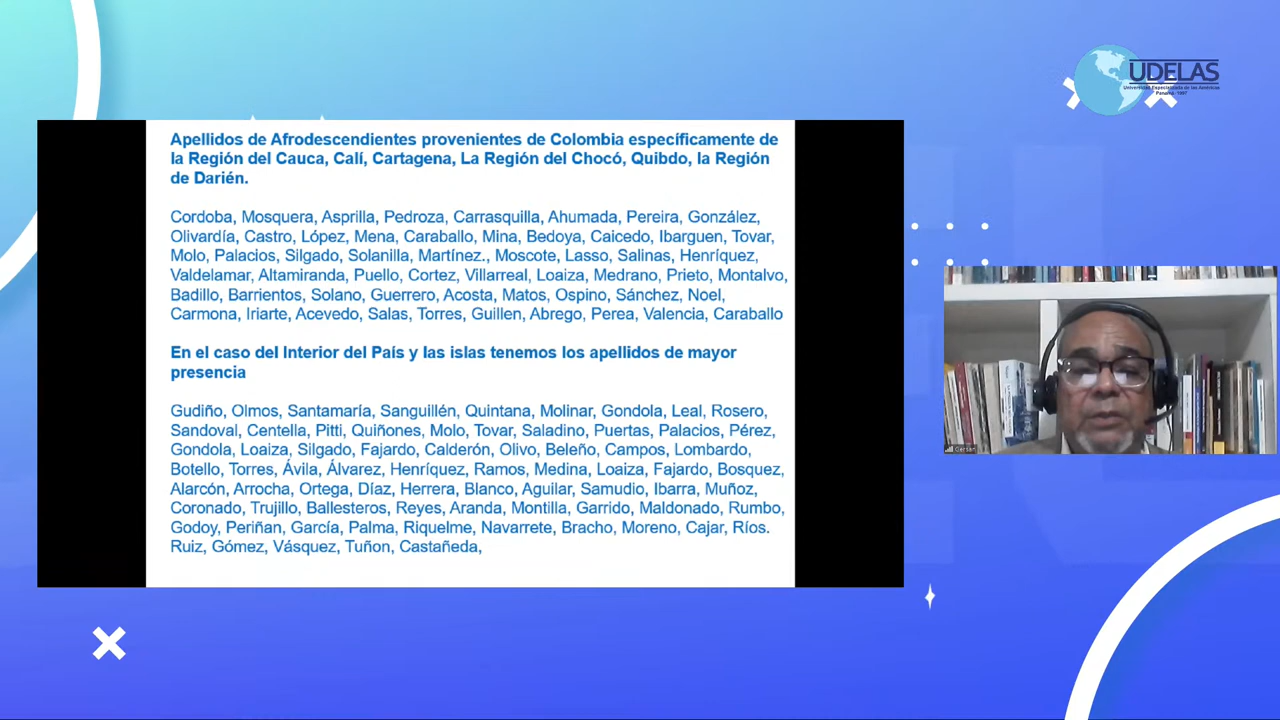 UDELAS
Universidad Especializada de las Américas
Panamá - 1997
Apellidos de Afrodescendientes provenientes de Colombia específicamente de
la Región del Cauca, Calí, Cartagena, La Región del Chocó, Quibdo, la Región
de Darién.
Cordoba, Mosquera, Asprilla, Pedroza, Carrasquilla, Ahumada, Pereira, González,
Olivardía, Castro, López, Mena, Caraballo, Mina, Bedoya, Caicedo, Ibarguen, Tovar,
Molo, Palacios, Silgado, Solanilla, Martínez., Moscote, Lasso, Salinas, Henríquez,
Valdelamar, Altamiranda, Puello, Cortez, Villarreal, Loaiza, Medrano, Prieto, Montalvo,
Badillo, Barrientos, Solano, Guerrero, Acosta, Matos, Ospino, Sánchez, Noel,
Carmona, Iriarte, Acevedo, Salas, Torres, Guillen, Abrego, Perea, Valencia, Caraballo
En el caso del Interior del País y las islas tenemos los apellidos de mayor
presencia
Gudiño, Olmos, Santamaría, Sanguillén, Quintana, Molinar, Gondola, Leal, Rosero,
Sandoval, Centella, Pitti, Quiñones, Molo, Tovar, Saladino, Puertas, Palacios, Pérez,
Gondola, Loaiza, Silgado, Fajardo, Calderón, Olivo, Beleño, Campos, Lombardo,
Botello, Torres, Ávila, Álvarez, Henríquez, Ramos, Medina, Loaiza, Fajardo, Bosquez,
Alarcón, Arrocha, Ortega, Díaz, Herrera, Blanco, Aguilar, Samudio, Ibarra, Muñoz,
Coronado, Trujillo, Ballesteros, Reyes, Aranda, Montilla, Garrido, Maldonado, Rumbo,
Godoy, Periñan, García, Palma, Riquelme, Navarrete, Bracho, Moreno, Cajar, Ríos.
Ruiz, Gómez, Vásquez, Tuñon, Castañeda,